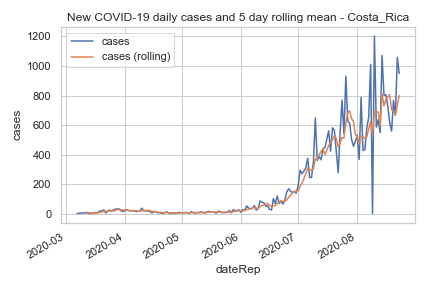 New COVID-19 daily cases and 5 day rolling mean - Costa_Rica
cases
cases (rolling)
1200
1000
800
600
400
200
0
cases
2020-03
2020-04
2020-05
2020-06
2020-07
2020-08
dateRep